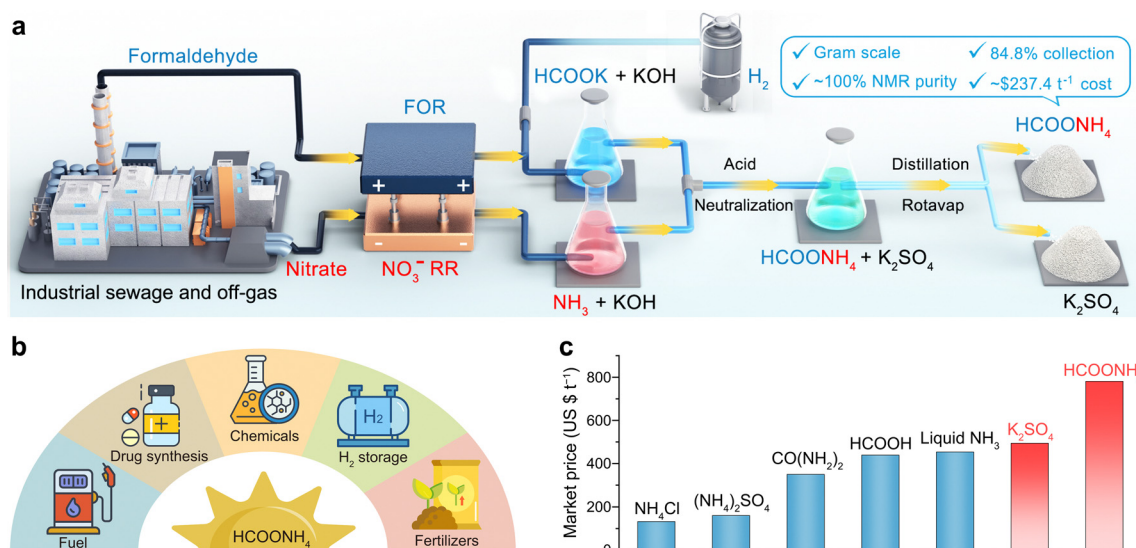 a
Formaldehyde
FOR
HCOOK + KOH
H₂
✓ Gram scale ✓ 84.8% collection
✓ ~100% NMR purity ✓ ~$237.4 t⁻¹ cost
HCOONH₄
Acid
Neutralization
Distillation
Rotavap
Nitrate
NO₃⁻ RR
Industrial sewage and off-gas
NH₃ + KOH
HCOONH₄ + K₂SO₄
K₂SO₄
b
Fuel
Drug synthesis
Chemicals
H₂
H₂ storage
Fertilizers
HCOONH₄
c
Market price (US $ t⁻¹)
800
600
400
200
NH₄Cl
(NH₄)₂SO₄
CO(NH₂)₂
HCOOH
Liquid NH₃
K₂SO₄
HCOONH